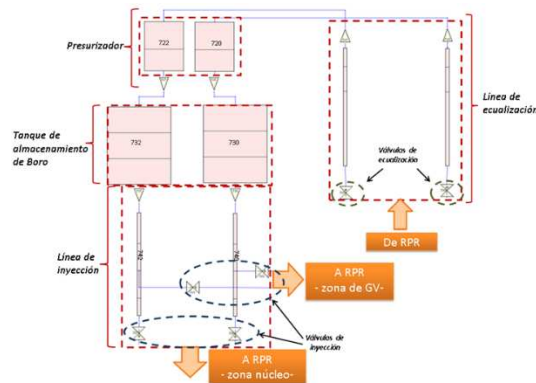 722
720
Presurizador
Línea de
ecualización
Tanque de
almacenamiento
de Boro
732
730
Válvulas de
ecualización
De RPR
Línea de
inyección
742
A RPR
- zona de GV-
Válvulas de
inyección
A RPR
- zona núcleo-